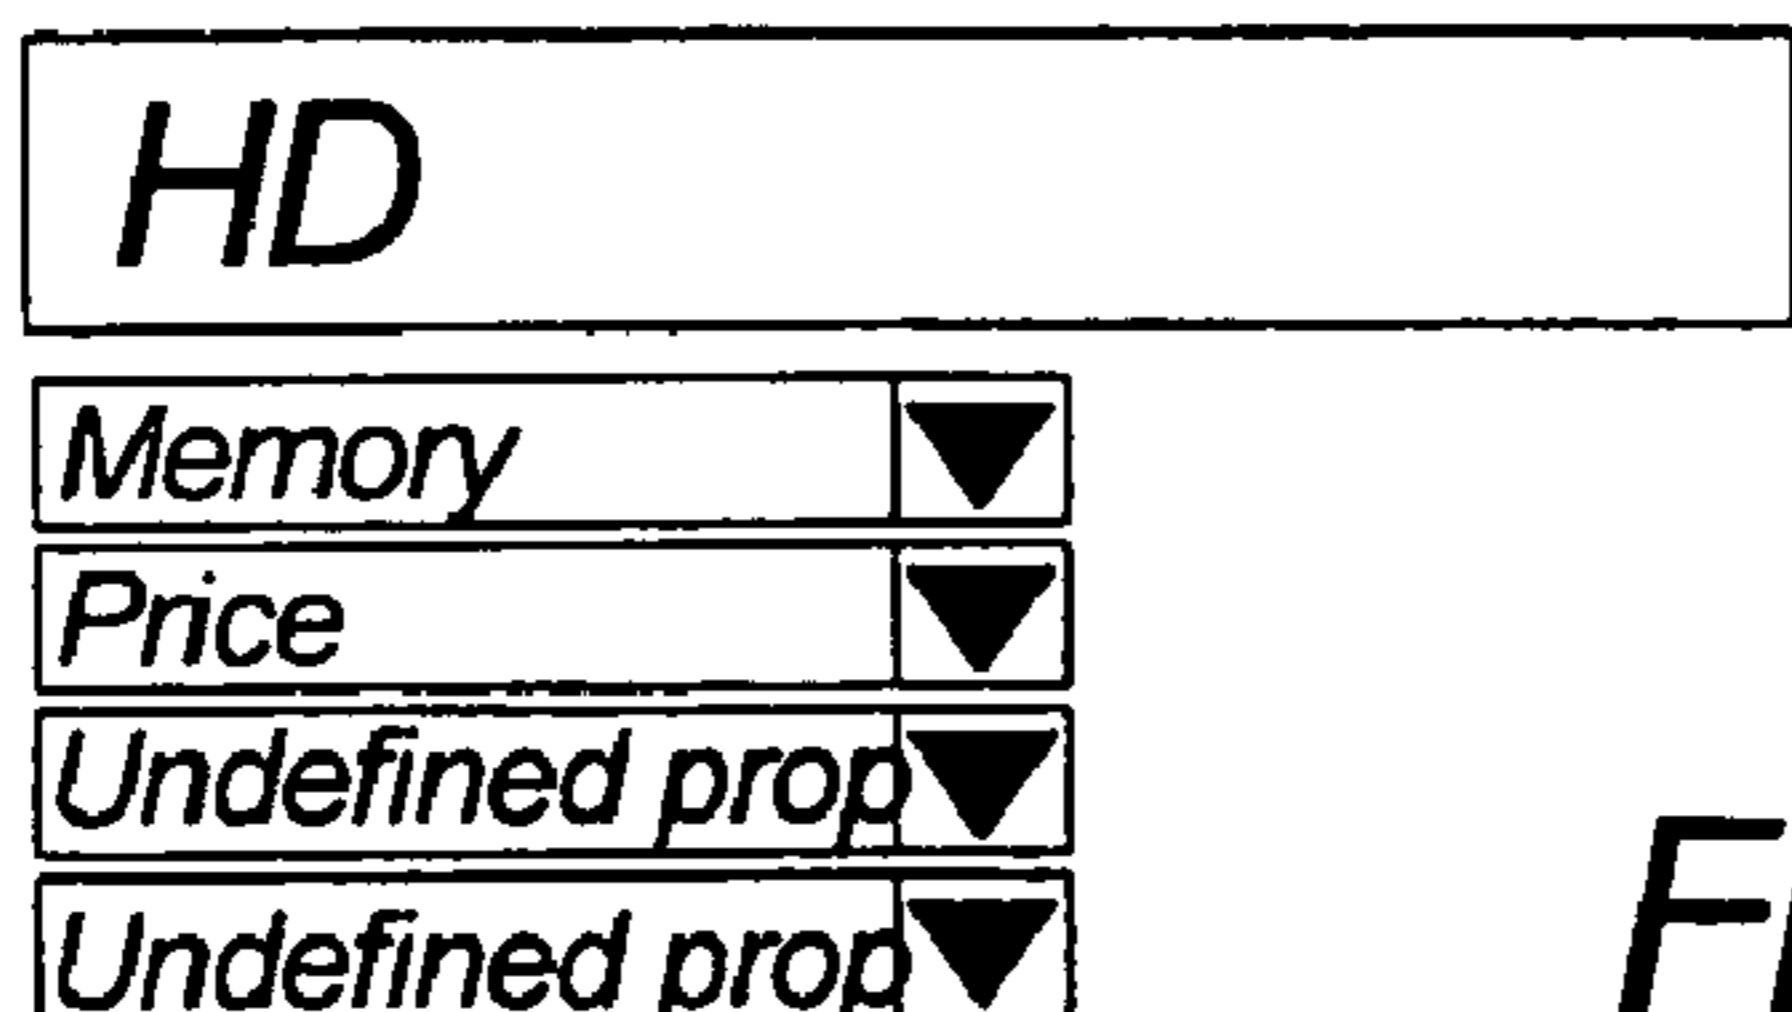 HD
Memory
Price
Undefined prop
Undefined prop